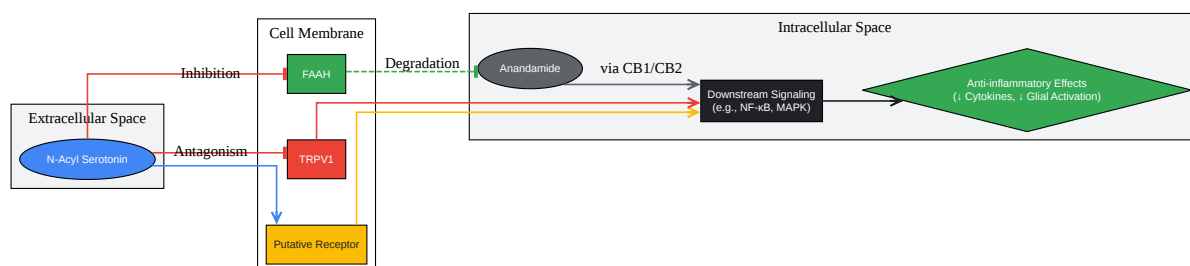 Extracellular Space
N-Acyl Serotonin
Inhibition
Antagonism
Cell Membrane
FAAH
TRPV1
Putative Receptor
Degradation
Intracellular Space
Anandamide
via CB1/CB2
Downstream Signaling
(e.g., NF-κB, MAPK)
Anti-inflammatory Effects
(↓ Cytokines, ↓ Glial Activation)